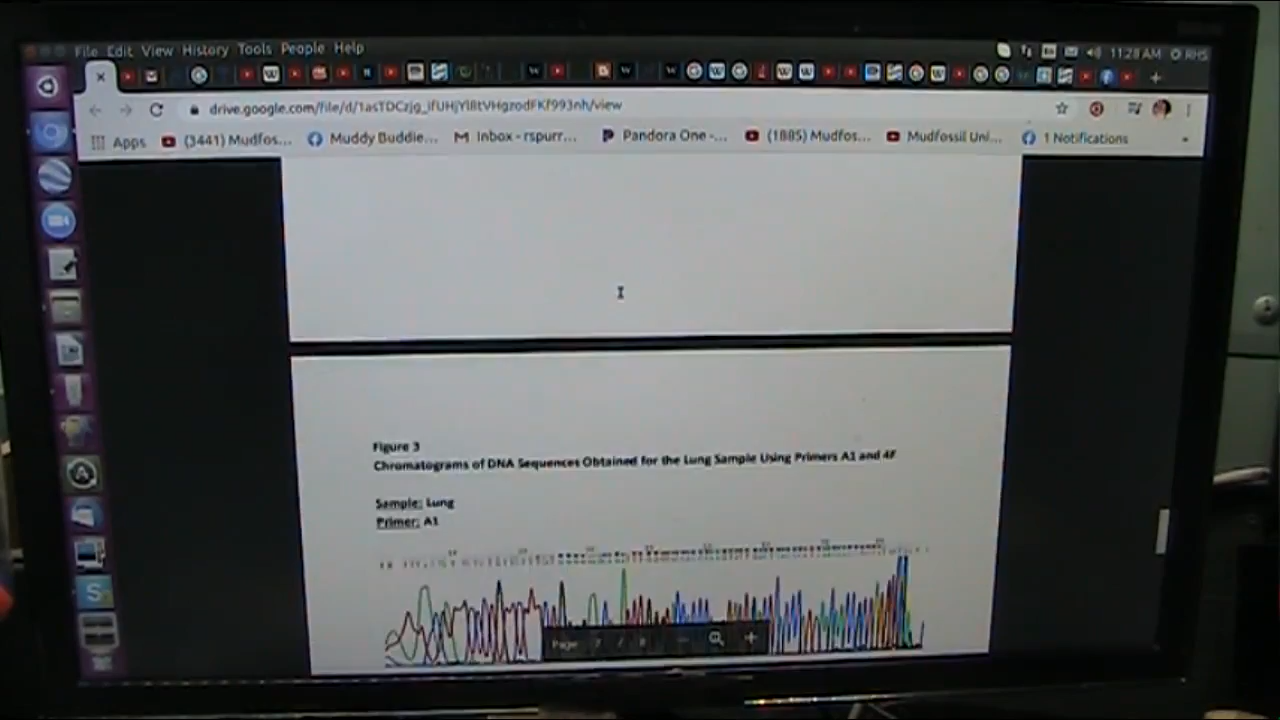 File Edit View History Tools People Help
11:28 AM RHS
drive.google.com/file/d/
Apps (3441) Mudfos... Muddy Buddie... Inbox - rspurr... Pandora One -... (1885) Mudfos... Mudfossil Uni... 1 Notifications
Figure 3
Chromatograms of DNA Sequences Obtained for the Lung Sample Using Primers A1 and 4F
Sample: Lung
Primer: A1
Page